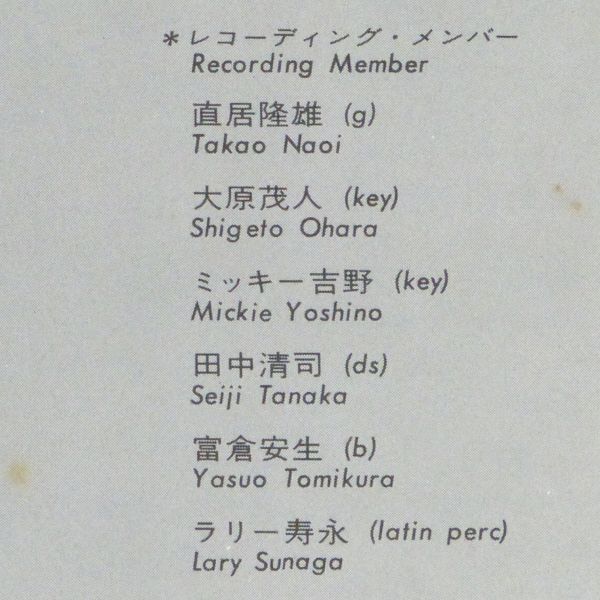 *レコーディング・メンバー
Recording Member
直居隆雄 (g)
Takao Naoi
大原茂人 (key)
Shigeto Ohara
ミッキー吉野 (key)
Mickie Yoshino
田中清司 (ds)
Seiji Tanaka
富倉安生 (b)
Yasuo Tomikura
ラリー寿永 (latin perc)
Lary Sunaga